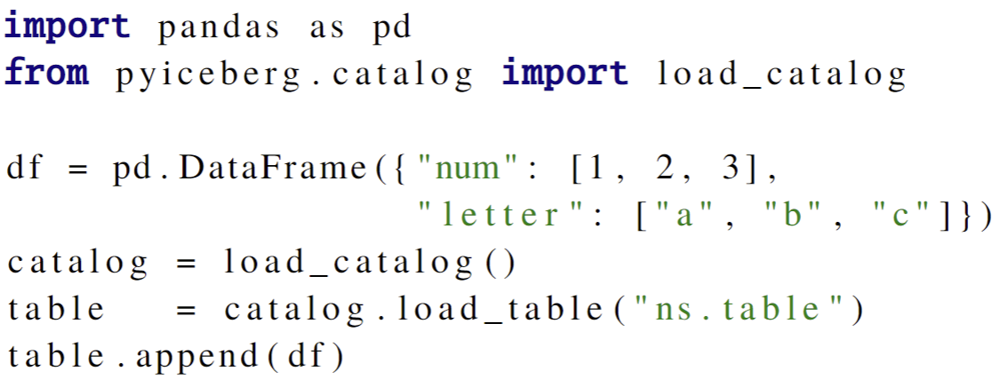 import pandas as pd
from pyiceberg.catalog import load_catalog

df = pd.DataFrame({"num": [1, 2, 3],
                   "letter": ["a", "b", "c"]})
catalog = load_catalog()
table   = catalog.load_table("ns.table")
table.append(df)